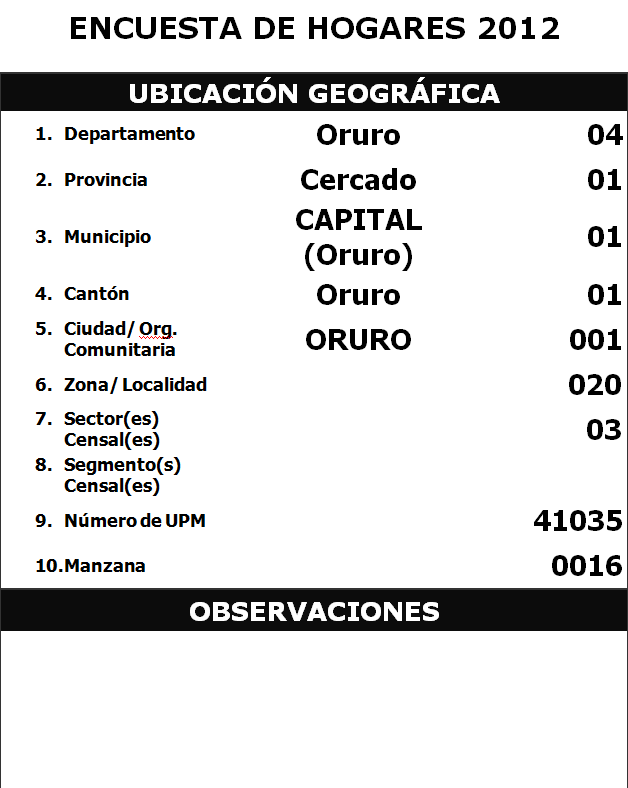 ENCUESTA DE HOGARES 2012
UBICACIÓN GEOGRÁFICA
1. Departamento Oruro 04
2. Provincia Cercado 01
3. Municipio CAPITAL (Oruro) 01
4. Cantón Oruro 01
5. Ciudad/ Org. Comunitaria ORURO 001
6. Zona/ Localidad 020
7. Sector(es) Censal(es) 03
8. Segmento(s) Censal(es)
9. Número de UPM 41035
10. Manzana 0016
OBSERVACIONES